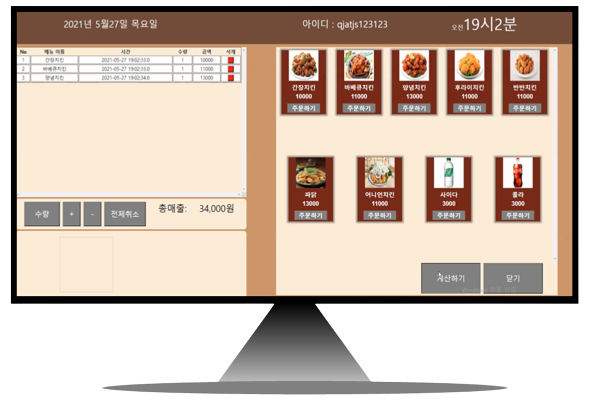 2021년 5월27일 목요일
아이디 : qjatjs123123
오전19시2분
No 메뉴 이름 시간 수량 금액 삭제
1 간장치킨 2021-05-27 19:02:33.0 1 10000
2 바베큐치킨 2021-05-27 19:02:33.0 1 11000
3 양념치킨 2021-05-27 19:02:34.0 1 13000
수량 + - 전체취소 총매출: 34,000원
간장치킨 바베큐치킨 양념치킨 후라이치킨 반반치킨
10000 11000 13000 11000 11000
주문하기 주문하기 주문하기 주문하기 주문하기
파닭 어니언치킨 사이다 콜라
13000 11000 3000 3000
주문하기 주문하기 주문하기 주문하기
닫기